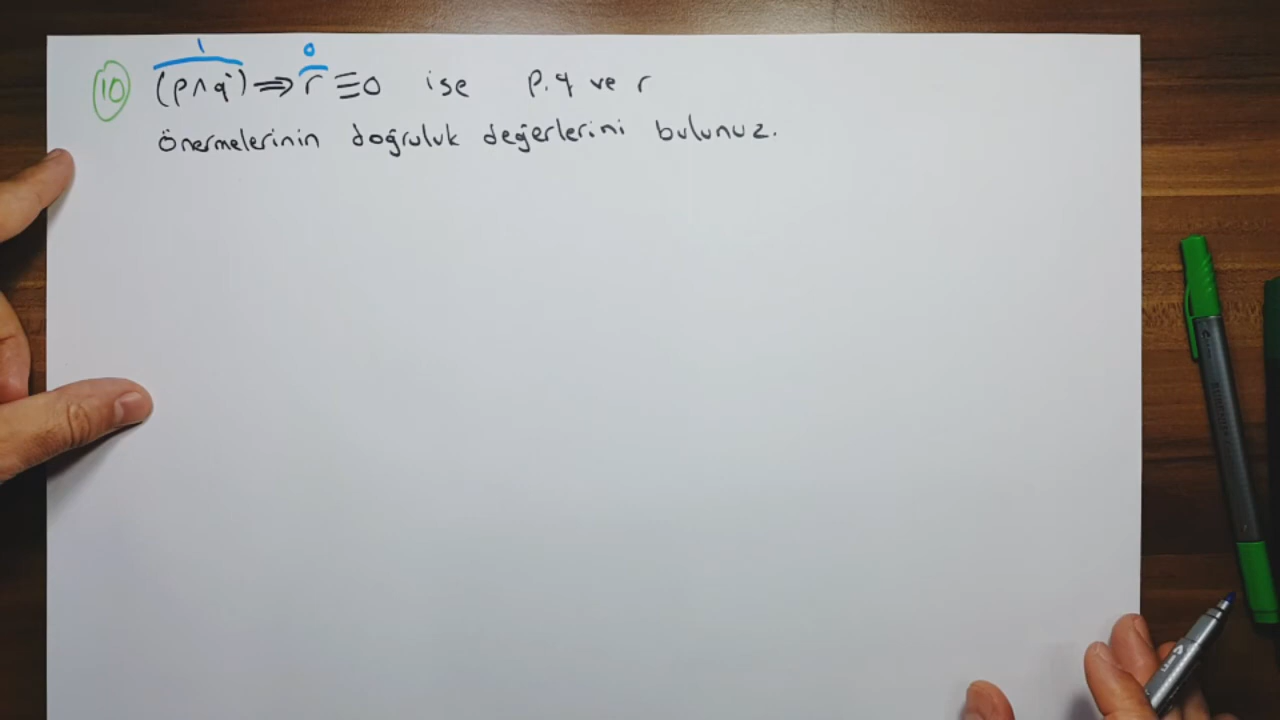 1 0
10 (p∧q') ⇒ r ≡ 0 ise p.q ve r
önermelerinin doğruluk değerlerini bulunuz.